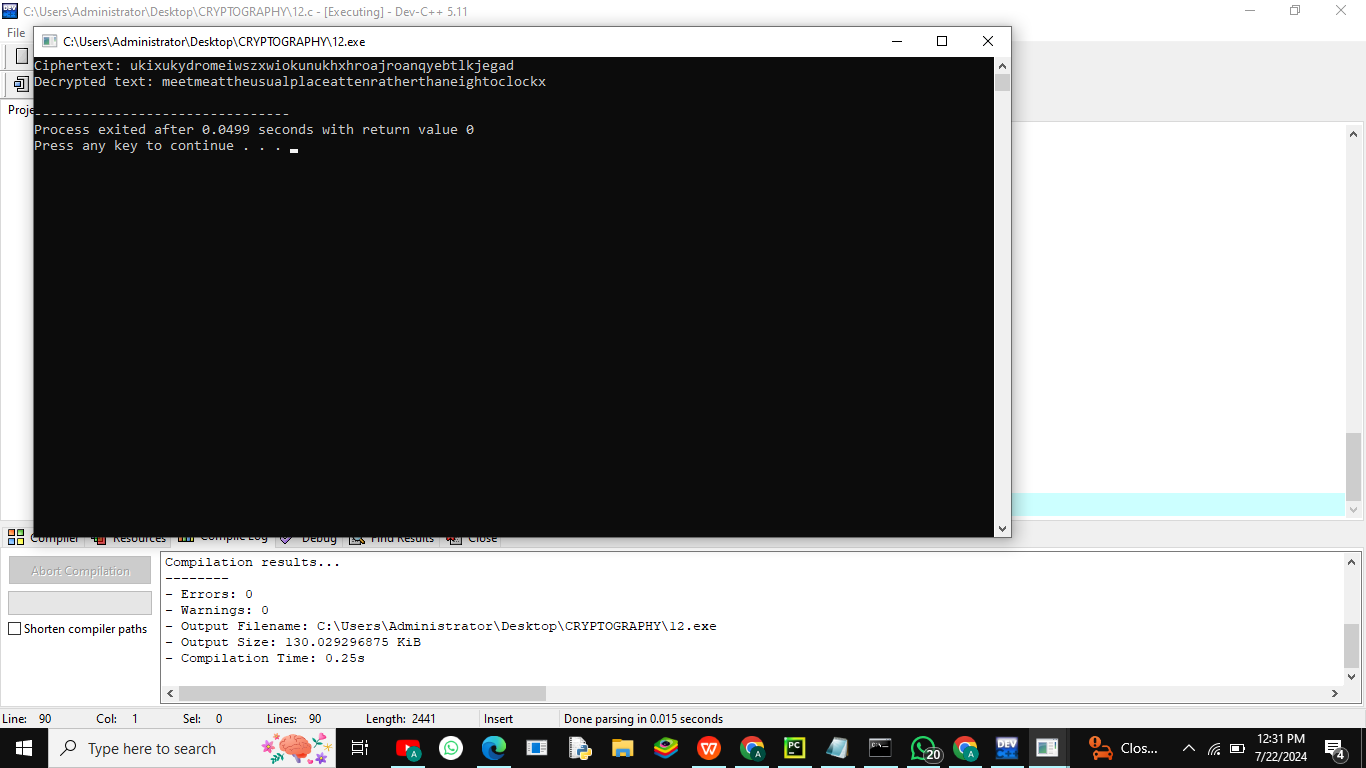 C:\Users\Administrator\Desktop\CRYPTOGRAPHY\12.c - [Executing] - Dev-C++ 5.11
File
C:\Users\Administrator\Desktop\CRYPTOGRAPHY\12.exe
Ciphertext: ukixukydromeiwszxwiokunukhxhroajroanqyebtlkjegad
Decrypted text: meetmeattheusualplaceattenratherthaneightoclockx
Proje
--------------------------------
Process exited after 0.0499 seconds with return value 0
Press any key to continue . . .
Compiler Resources Compile Log Debug Find Results Close
Abort Compilation
Shorten compiler paths
Compilation results...
--------
- Errors: 0
- Warnings: 0
- Output Filename: C:\Users\Administrator\Desktop\CRYPTOGRAPHY\12.exe
- Output Size: 130.029296875 KiB
- Compilation Time: 0.25s
Line: 90 Col: 1 Sel: 0 Lines: 90 Length: 2441 Insert Done parsing in 0.015 seconds
Type here to search
A
W
A
PC
20
A
DEV
Clos...
12:31 PM
7/22/2024
4